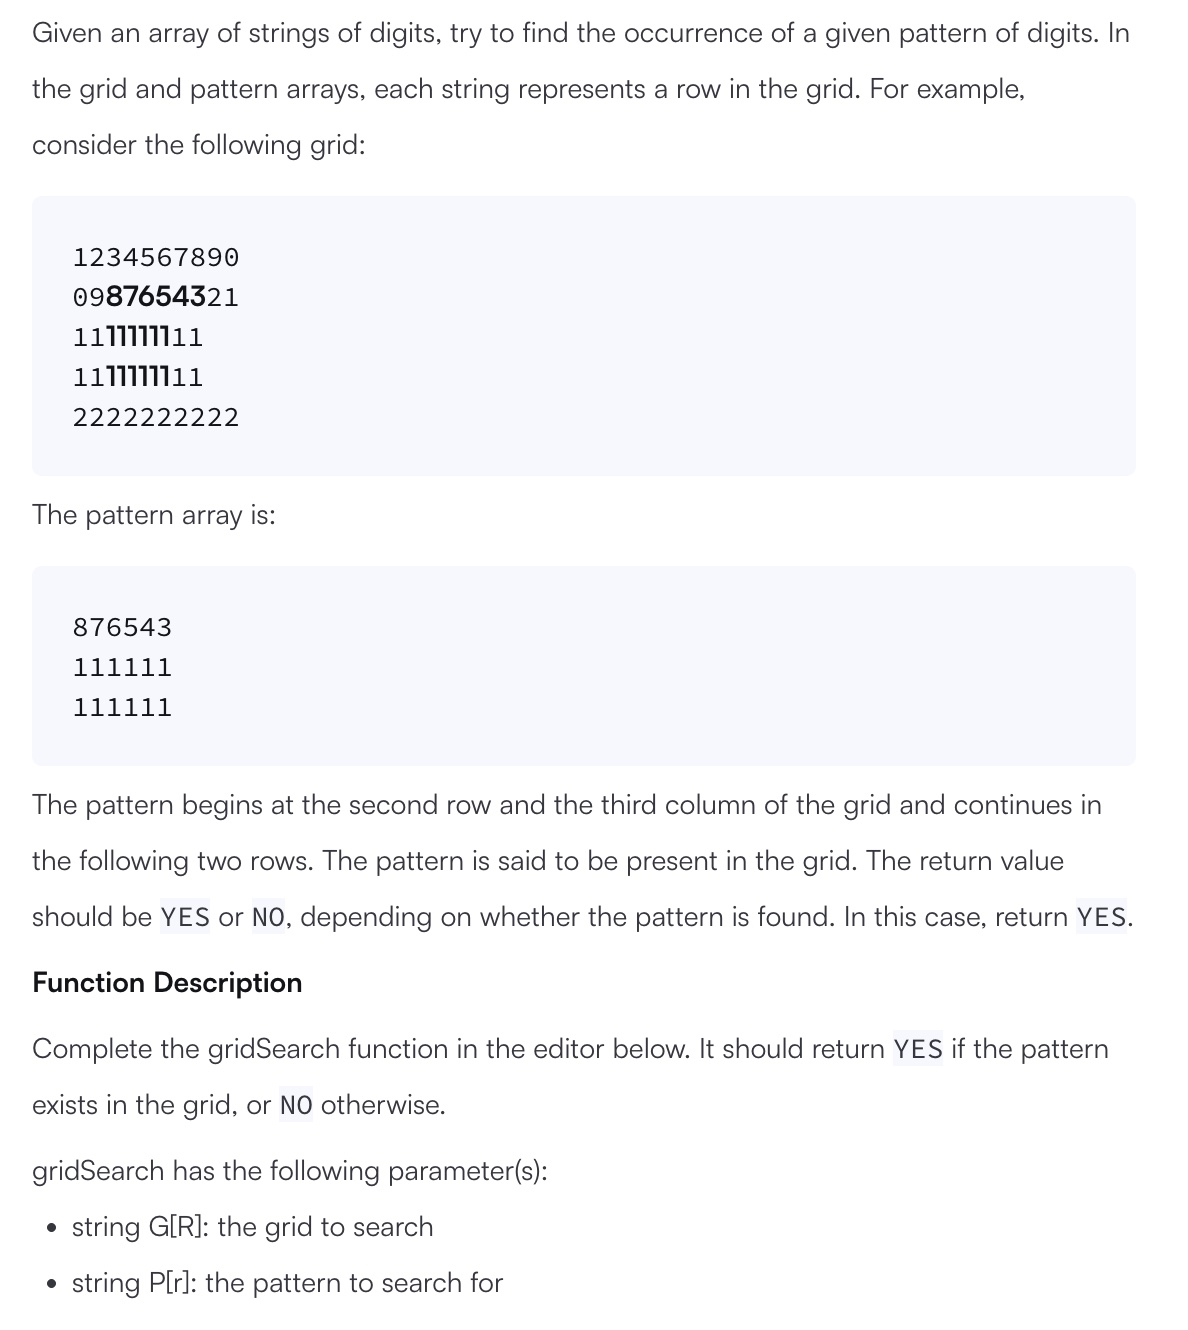 Given an array of strings of digits, try to find the occurrence of a given pattern of digits. In
the grid and pattern arrays, each string represents a row in the grid. For example,
consider the following grid:
1234567890
0987654321
1111111111
1111111111
2222222222
The pattern array is:
876543
111111
111111
The pattern begins at the second row and the third column of the grid and continues in
the following two rows. The pattern is said to be present in the grid. The return value
should be YES or NO, depending on whether the pattern is found. In this case, return YES.
Function Description
Complete the gridSearch function in the editor below. It should return YES if the pattern
exists in the grid, or NO otherwise.
gridSearch has the following parameter(s):
• string G[R]: the grid to search
• string P[r]: the pattern to search for